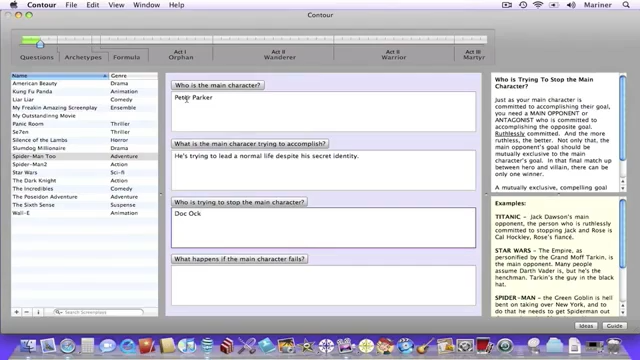 Contour File Edit View Window Help Mariner
Contour
Act I Act II Act II Act III
Questions Archetypes Formula Orphan Wanderer Warrior Martyr
Name Genre
American Beauty Drama
Kung Fu Panda Animation
Liar Liar Comedy
My Freakin Amazing Screenplay Ensemble
My Outstanding Movie
Panic Room Thriller
Se7en Thriller
Silence of the Lambs Horror
Slumdog Millionaire Drama
Spider-Man Too Adventure
Spider-Man2 Action
Star Wars Sci-fi
The Dark Knight Action
The Incredibles Comedy
The Poseidon Adventure Adventure
The Sixth Sense Suspense
Wall-E Animation
Search Screenplays
Who is the main character?
Peter Parker
What is the main characer trying to accomplish?
He's trying to lead a normal life despite his secret identity.
Who is trying to stop the main character?
Doc Ock
What happens if the main character fails?
Who is Trying To Stop the Main
Character?
Just as your main character is
committed to accomplishing their goal,
you need a MAIN OPPONENT or
ANTAGONIST who is committed to
accomplishing the opposite goal.
Ruthlessly committed. And the more
ruthless, the better. Not only that, the
main opponent's goal should be
mutually exclusive to the main
character's goal. In that final match
up between hero and villain, there can
be only one winner.
A mutually exclusive, compelling goal
Examples:
TITANIC - Jack Dawson's main
opponent, the person who is ruthlessly
committed to stopping Jack and Rose is
Cal Hockley, Rose's fiancé.
STAR WARS - The Empire, as
personified by the Grand Moff Tarkin, is
the main opponent. Many people
assume Darth Vader is, but he's the
henchman. Tarkin's the guy in the
black hat.
SPIDER-MAN - the Green Goblin is hell
bent on taking over New York, and to
do that he needs to get Spiderman out
Ideas Guide